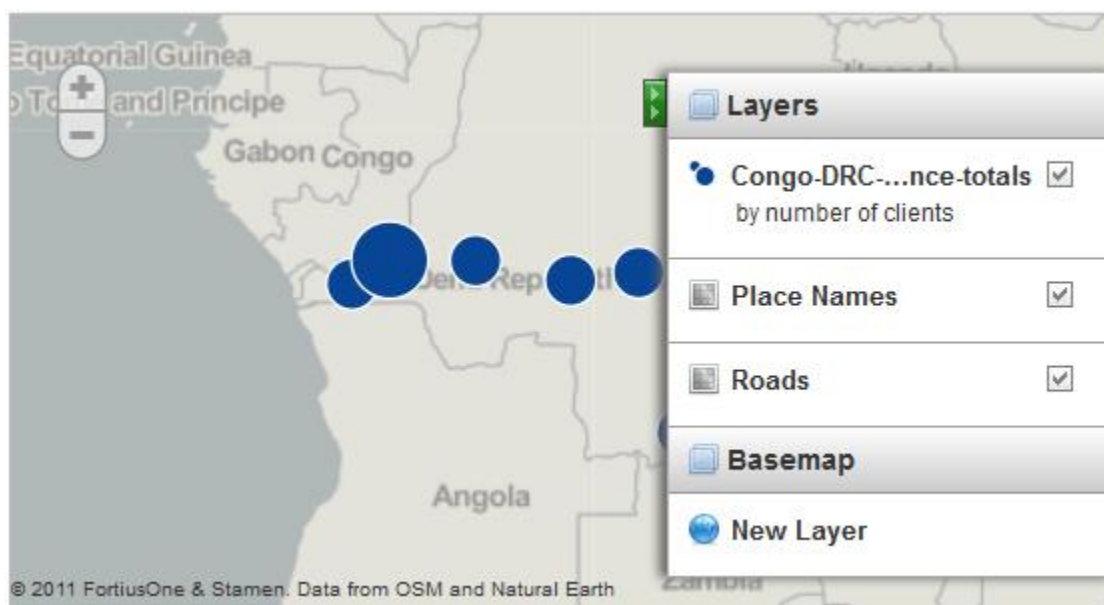 Equatorial Guinea
and Principe
Gabon
Congo
Angola
Layers
Congo-DRC-...nce-totals
by number of clients
Place Names
Roads
Basemap
New Layer
Zambia
© 2011 FortiusOne & Stamen. Data from OSM and Natural Earth